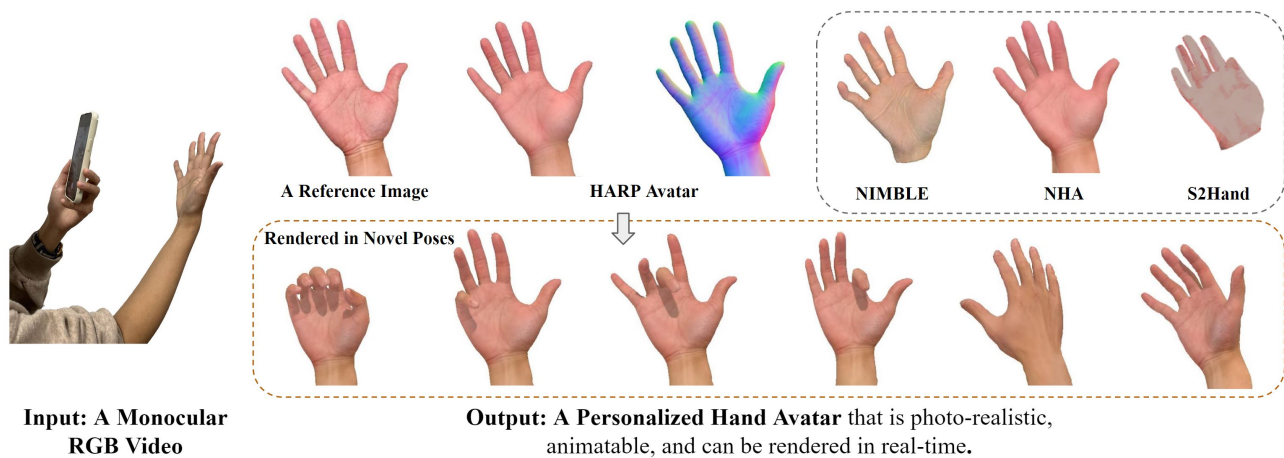 A Reference Image
HARP Avatar
NIMBLE
NHA
S2Hand
Rendered in Novel Poses
Input: A Monocular
RGB Video
Output: A Personalized Hand Avatar that is photo-realistic,
animatable, and can be rendered in real-time.